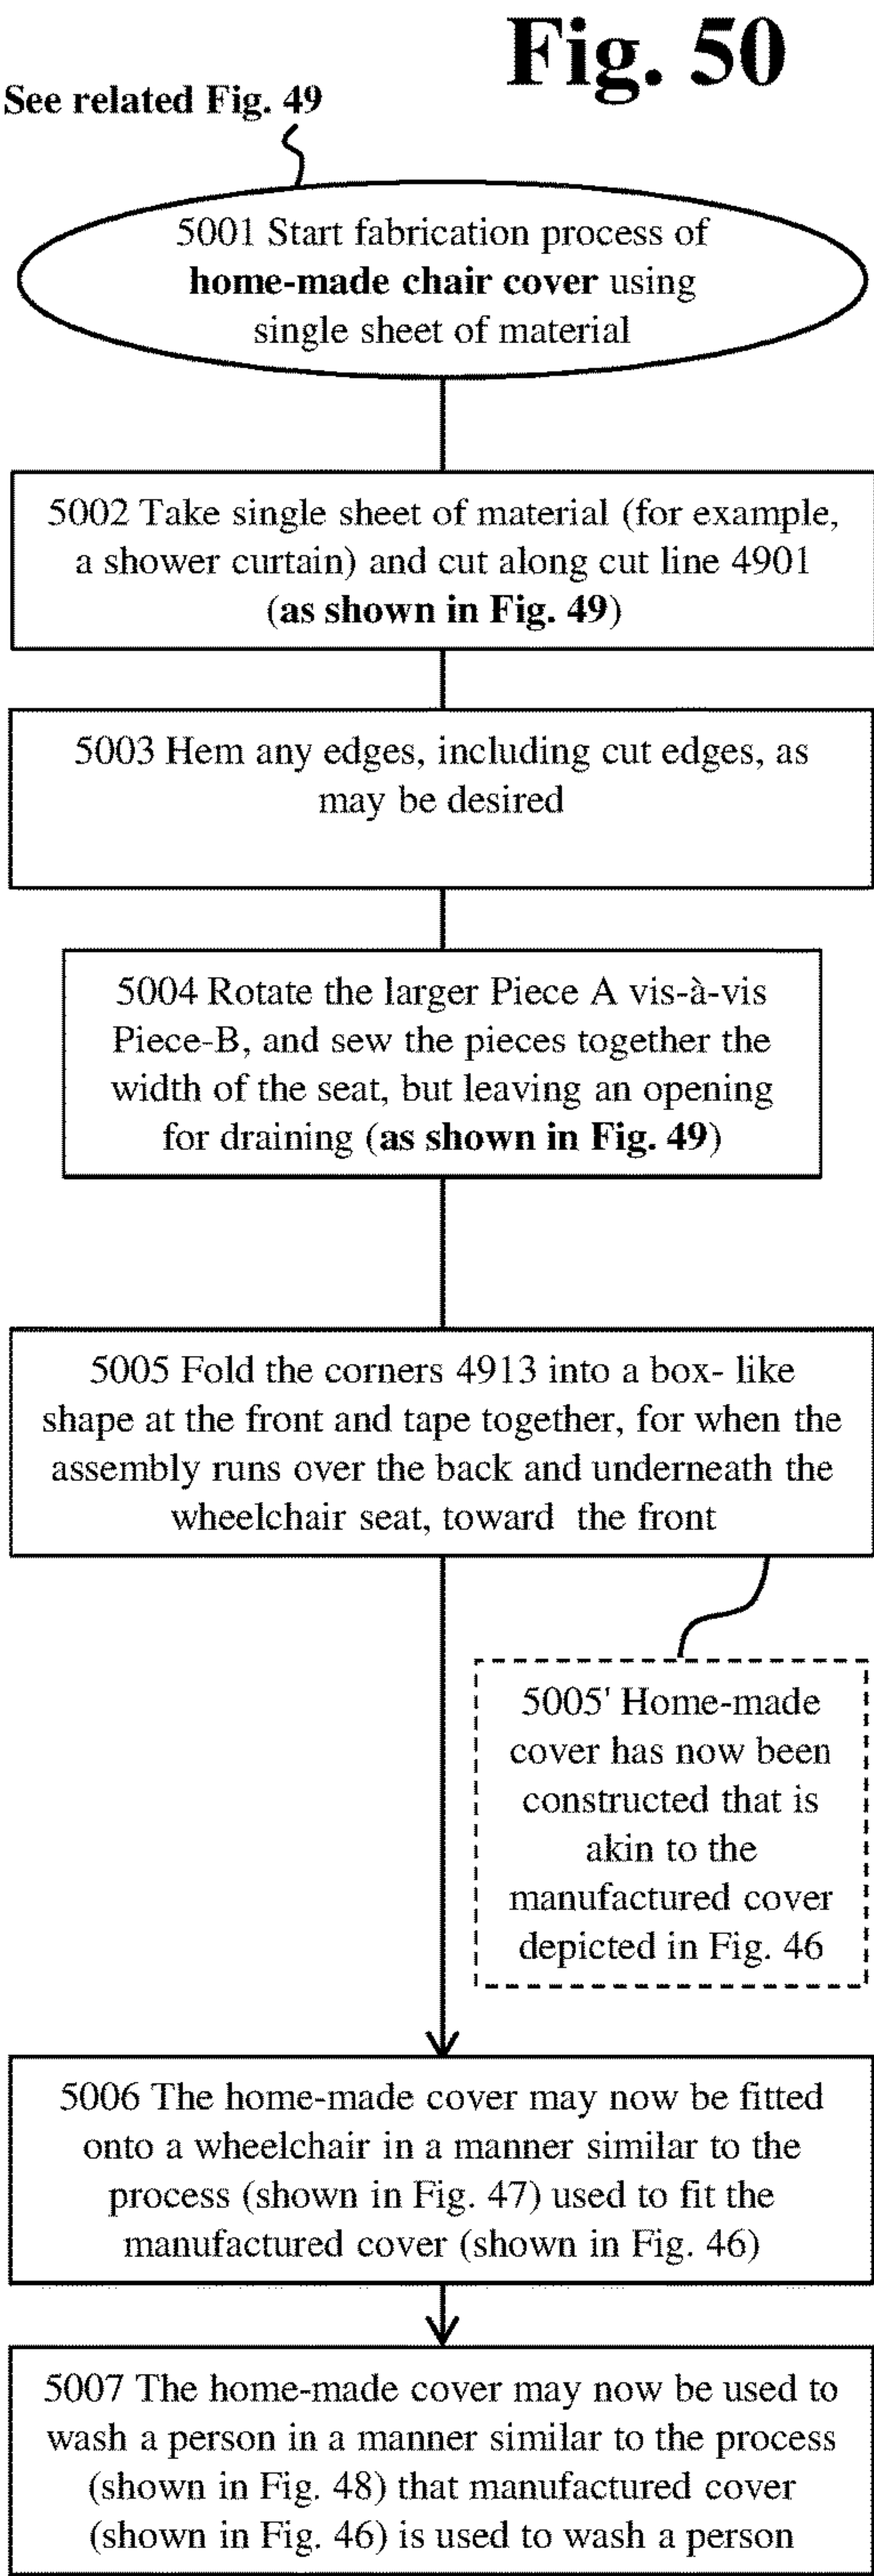 Fig. 50
See related Fig. 49
5001 Start fabrication process of
home-made chair cover using
single sheet of material
5002 Take single sheet of material (for example,
a shower curtain) and cut along cut line 4901
(as shown in Fig. 49)
5003 Hem any edges, including cut edges, as
may be desired
5004 Rotate the larger Piece A vis-à-vis
Piece-B, and sew the pieces together the
width of the seat, but leaving an opening
for draining (as shown in Fig. 49)
5005 Fold the corners 4913 into a box- like
shape at the front and tape together, for when the
assembly runs over the back and underneath the
wheelchair seat, toward the front
5005' Home-made
cover has now been
constructed that is
akin to the
manufactured cover
depicted in Fig. 46
5006 The home-made cover may now be fitted
onto a wheelchair in a manner similar to the
process (shown in Fig. 47) used to fit the
manufactured cover (shown in Fig. 46)
5007 The home-made cover may now be used to
wash a person in a manner similar to the process
(shown in Fig. 48) that manufactured cover
(shown in Fig. 46) is used to wash a person